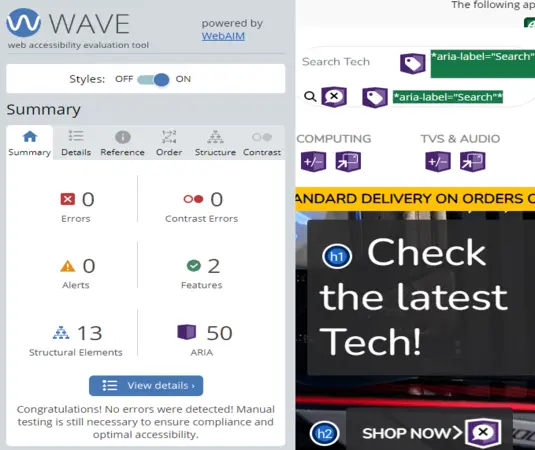 WAVE
powered by
WebAIM
web accessibility evaluation tool
Styles: OFF ON
Summary
Summary Details Reference Order Structure Contrast
0 0
Errors Contrast Errors
0 2
Alerts Features
13 50
Structural Elements ARIA
View details ›
Congratulations! No errors were detected! Manual
testing is still necessary to ensure compliance and
optimal accessibility.
The following ap
Search Tech *aria-label="Search"*
*aria-label="Search"*
COMPUTING TVS & AUDIO
+/- +/-
ANDARD DELIVERY ON ORDERS
h1 Check
the latest
Tech!
h2 SHOP NOW